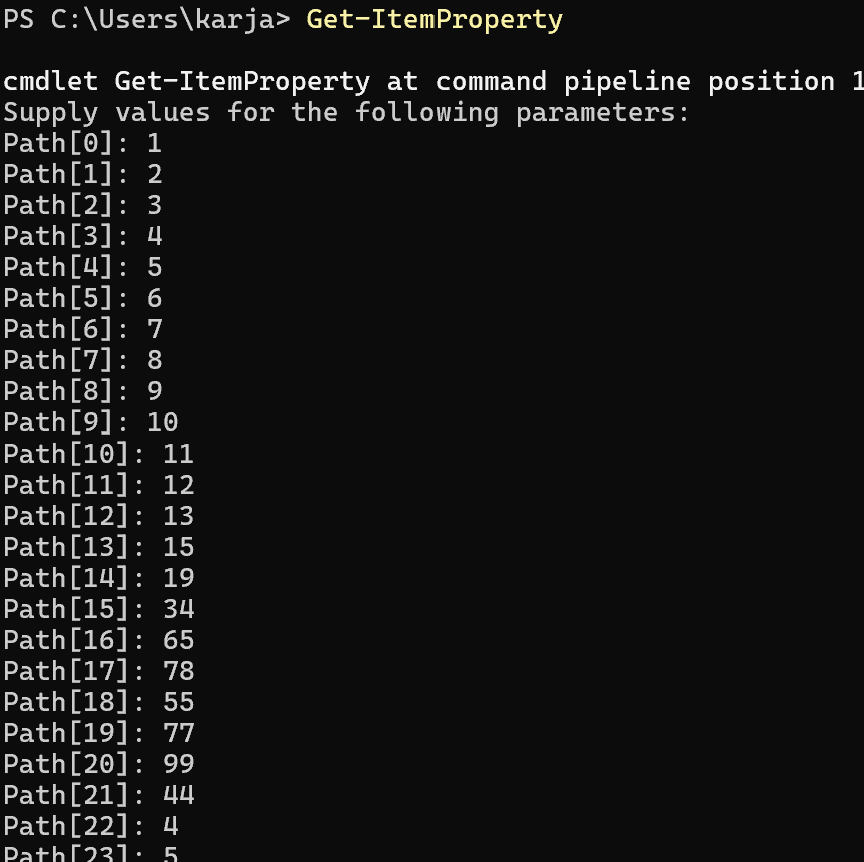 PS C:\Users\karja> Get-ItemProperty
cmdlet Get-ItemProperty at command pipeline position 1
Supply values for the following parameters:
Path[0]: 1
Path[1]: 2
Path[2]: 3
Path[3]: 4
Path[4]: 5
Path[5]: 6
Path[6]: 7
Path[7]: 8
Path[8]: 9
Path[9]: 10
Path[10]: 11
Path[11]: 12
Path[12]: 13
Path[13]: 15
Path[14]: 19
Path[15]: 34
Path[16]: 65
Path[17]: 78
Path[18]: 55
Path[19]: 77
Path[20]: 99
Path[21]: 44
Path[22]: 4
Path[23]: 5